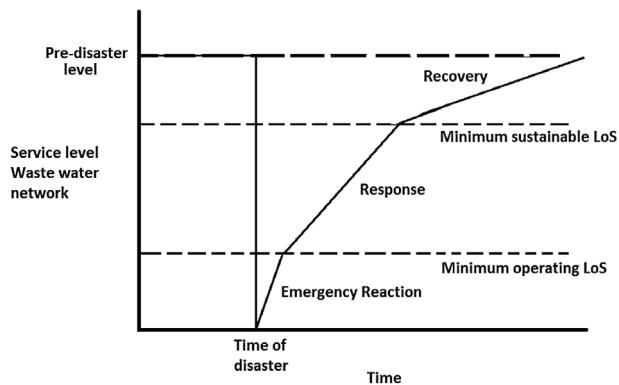 Pre-disaster
level
Recovery
Minimum sustainable LoS
Service level
Waste water
network
Response
Minimum operating LoS
Emergency Reaction
Time of
disaster
Time